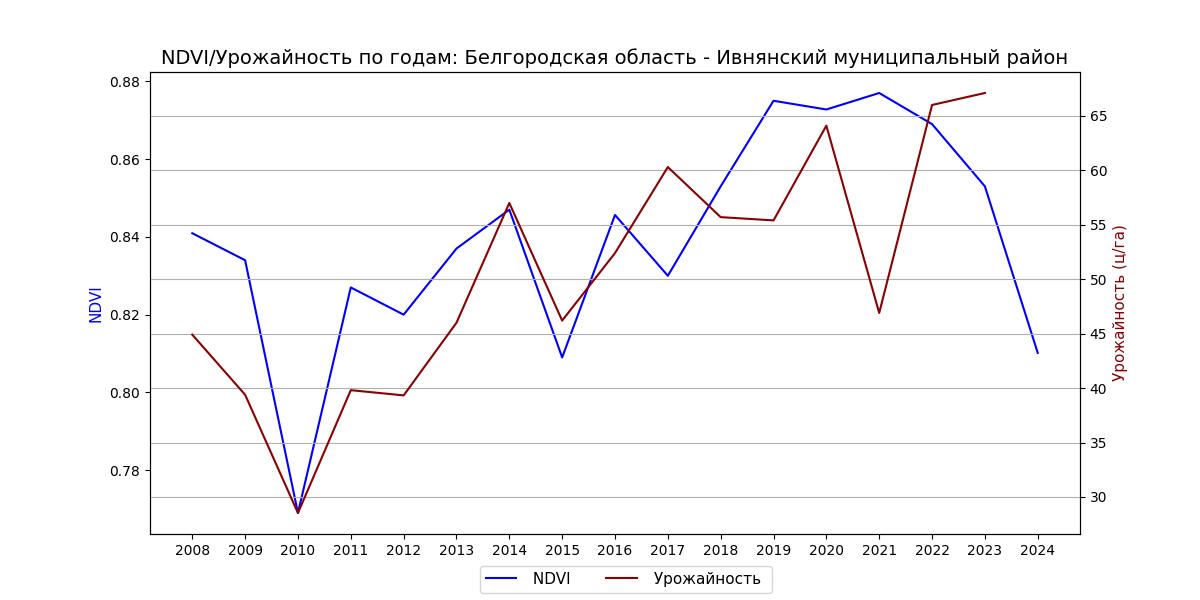 NDVI/Урожайность по годам: Белгородская область - Ивнянский муниципальный район
0.88
0.86
0.84
0.82
0.80
0.78
NDVI
65
60
55
50
45
40
35
30
Урожайность (ц/га)
2008 2009 2010 2011 2012 2013 2014 2015 2016 2017 2018 2019 2020 2021 2022 2023 2024
NDVI Урожайность